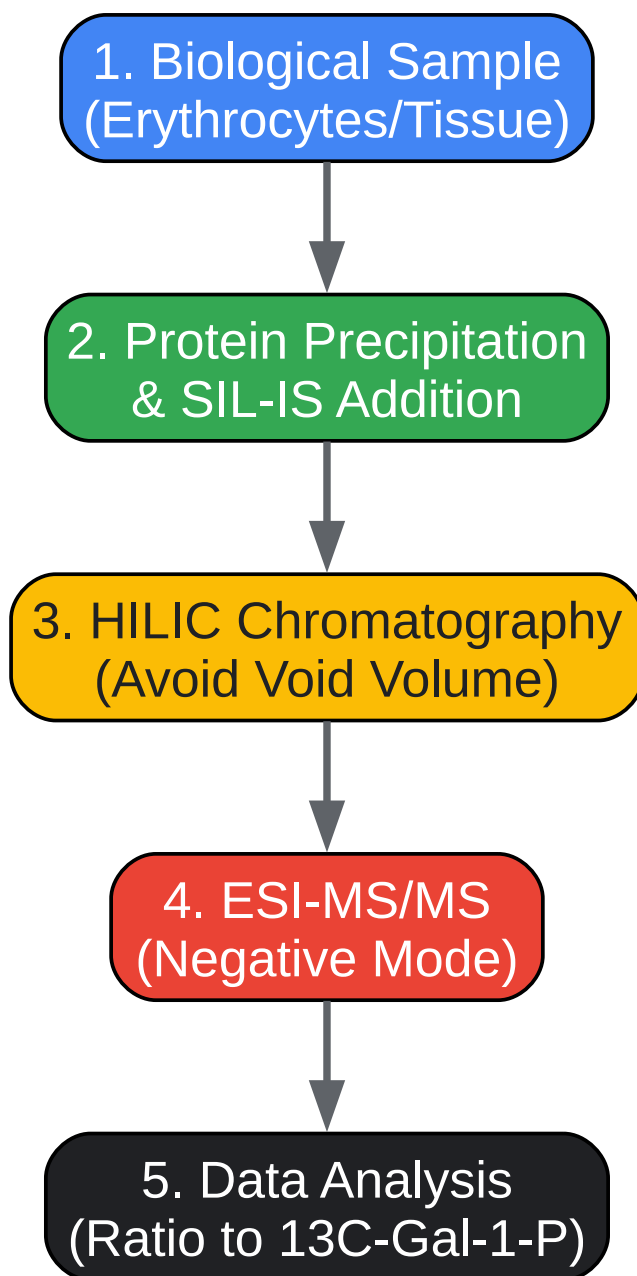 1. Biological Sample
(Erythrocytes/Tissue)
2. Protein Precipitation
& SIL-IS Addition
3. HILIC Chromatography
(Avoid Void Volume)
4. ESI-MS/MS
(Negative Mode)
5. Data Analysis
(Ratio to 13C-Gal-1-P)